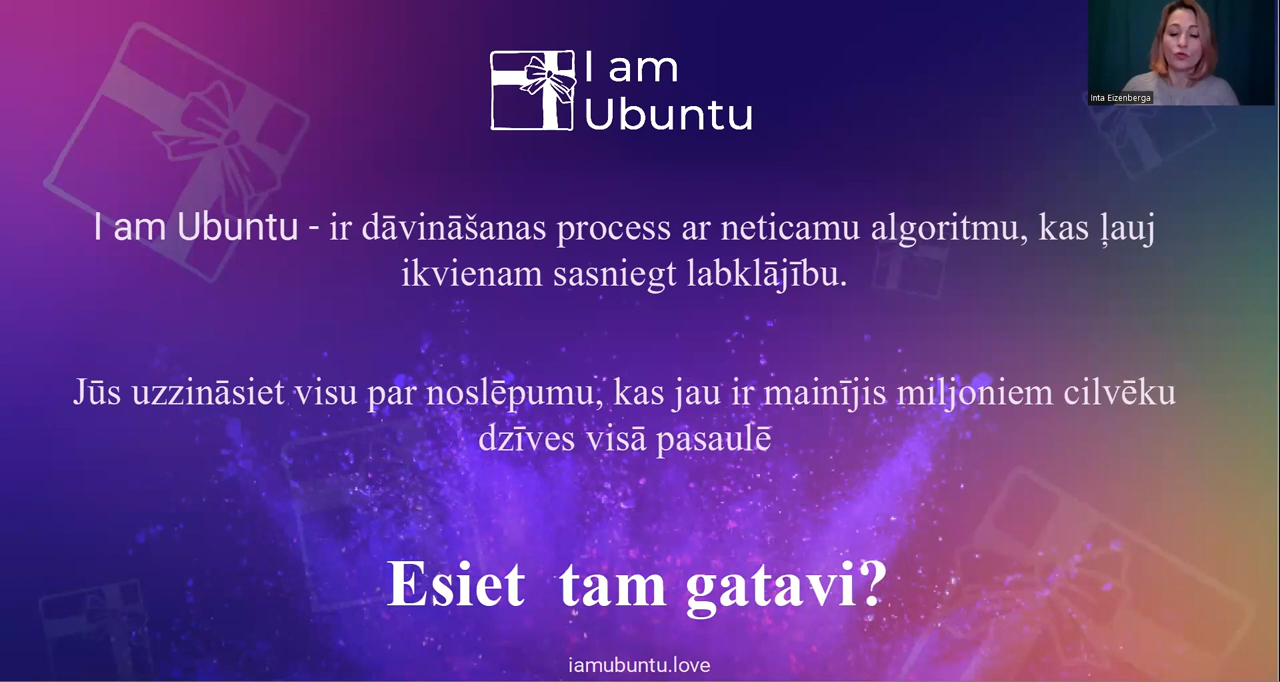 I am
Ubuntu
Inta Eizenberga
I am Ubuntu - ir dāvināšanas process ar neticamu algoritmu, kas ļauj
ikvienam sasniegt labklājību.
Jūs uzzināsiet visu par noslēpumu, kas jau ir mainījis miljoniem cilvēku
dzīves visā pasaulē
Esiet tam gatavi?
iamubuntu.love